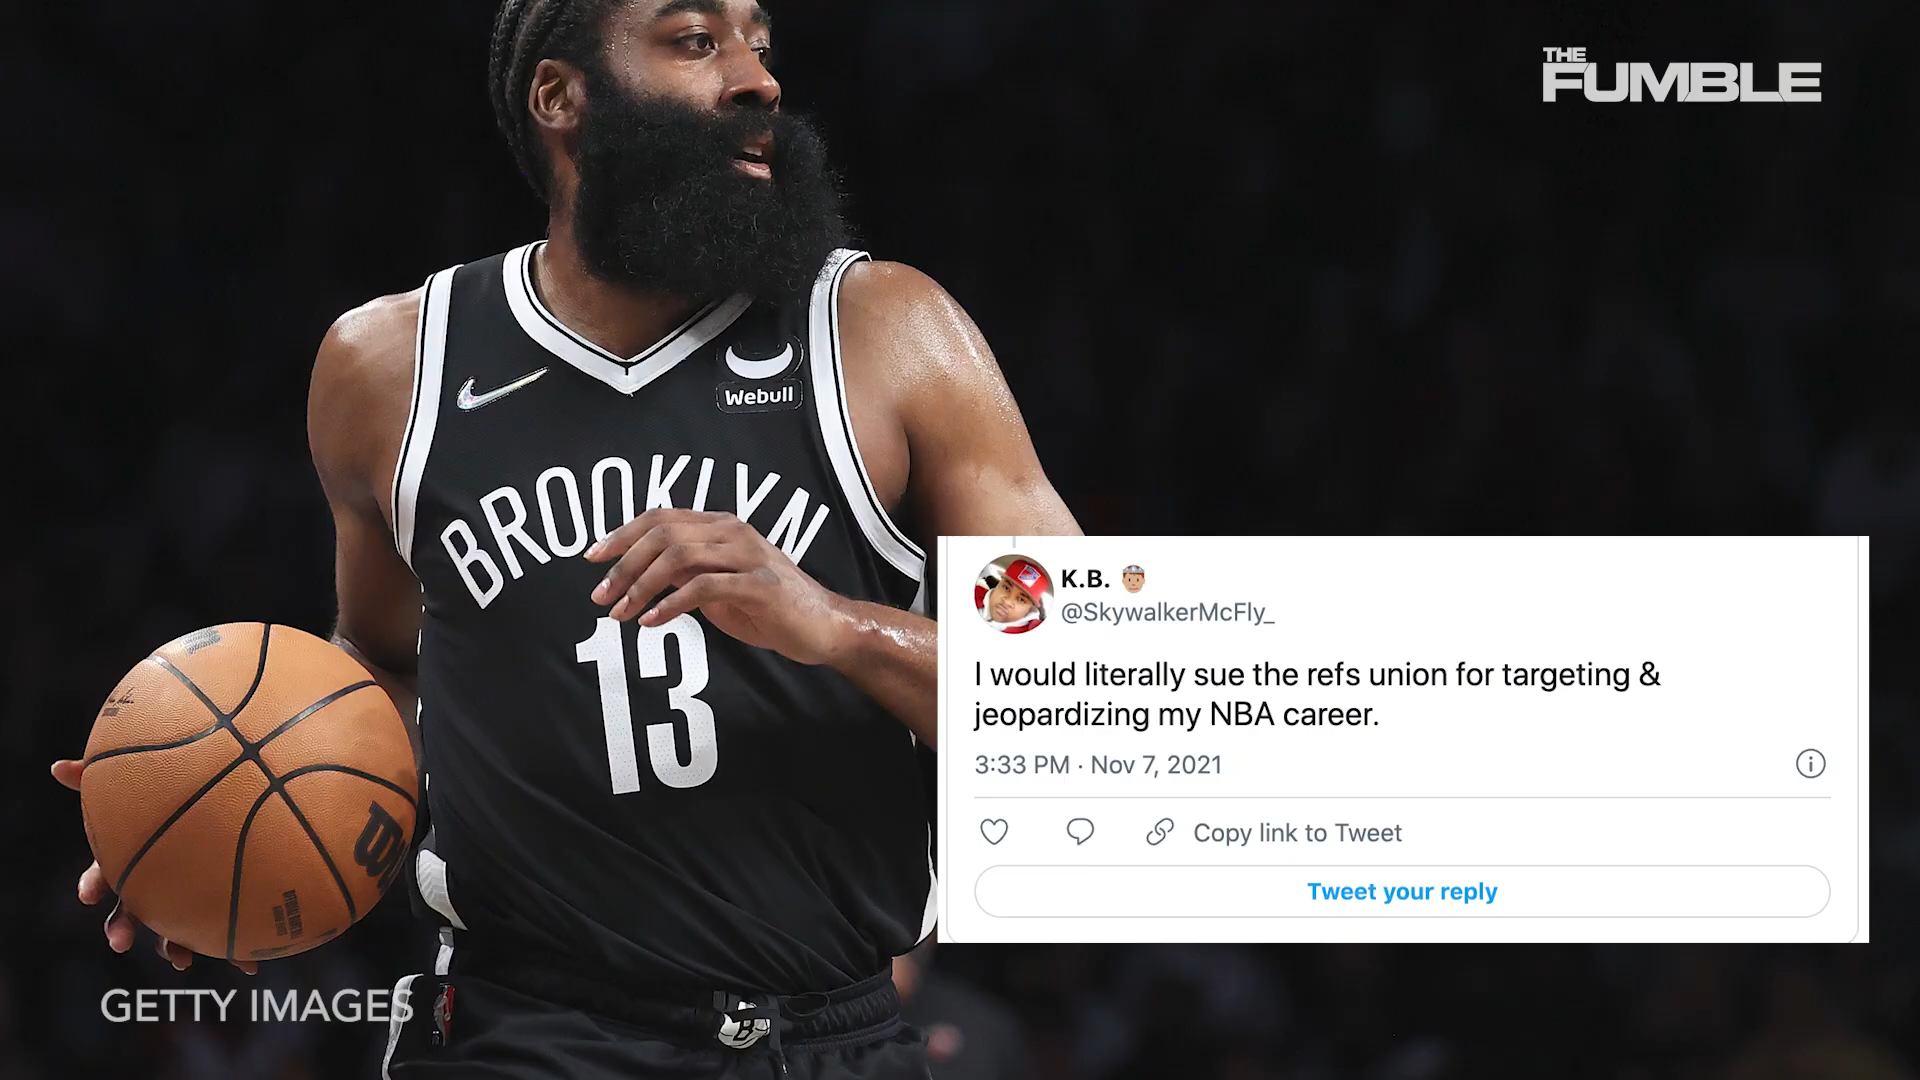 THE
FUMBLE
Webull
BROOKLYN
13
K.B.
@SkywalkerMcFly_
I would literally sue the refs union for targeting &
jeopardizing my NBA career.
3:33 PM · Nov 7, 2021
Copy link to Tweet
Tweet your reply
GETTY IMAGES